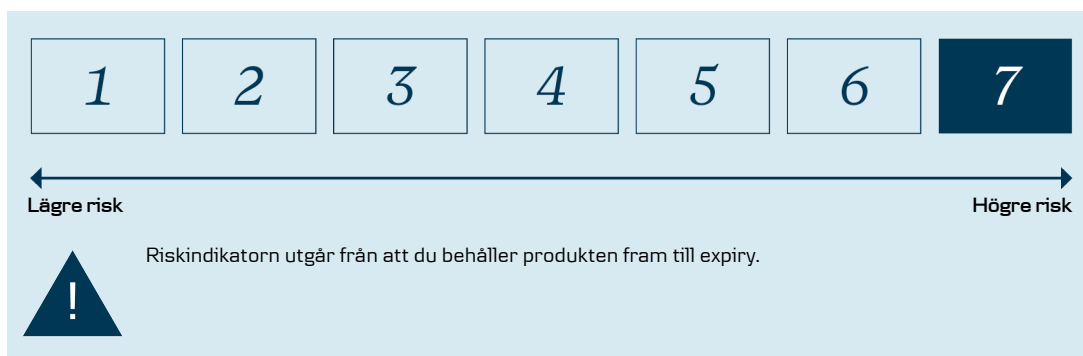 1 2 3 4 5 6 7
Lägre risk Högre risk
Riskindikatorn utgår från att du behåller produkten fram till expiry.
!